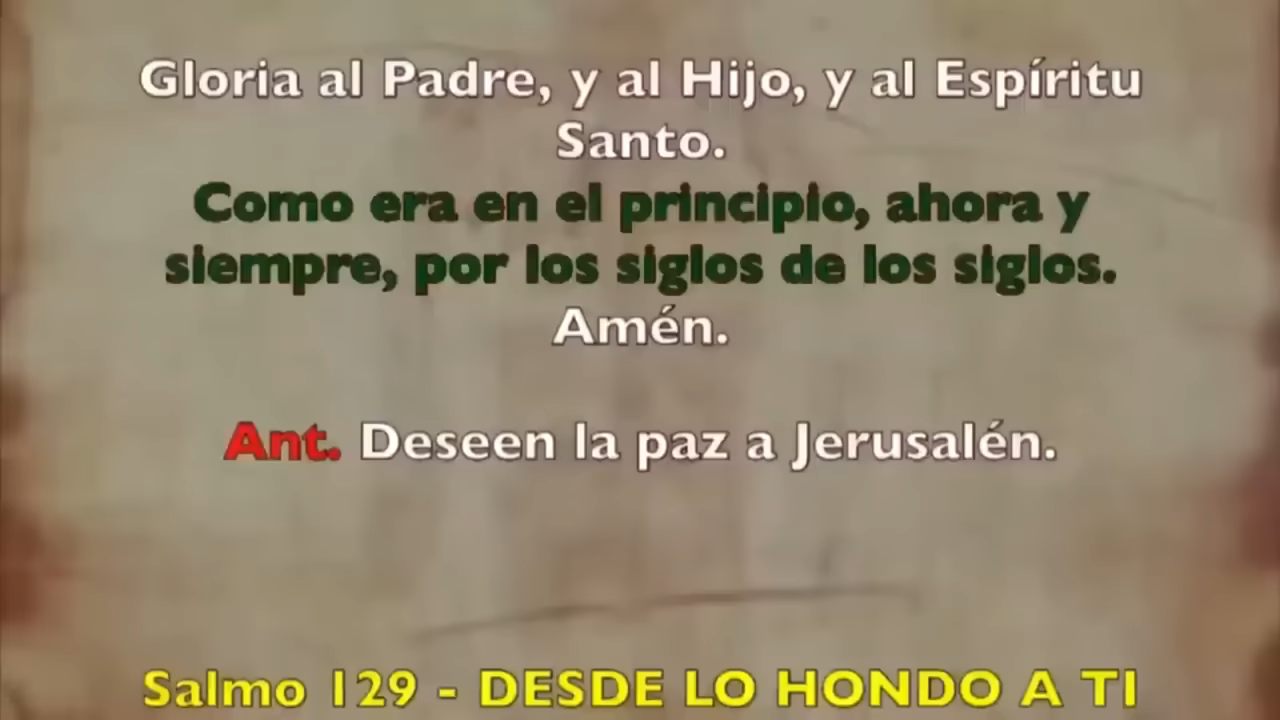 Gloria al Padre, y al Hijo, y al Espíritu
Santo.
Como era en el principio, ahora y
siempre, por los siglos de los siglos.
Amén.
Ant. Deseen la paz a Jerusalén.
Salmo 129 - DESDE LO HONDO A TI